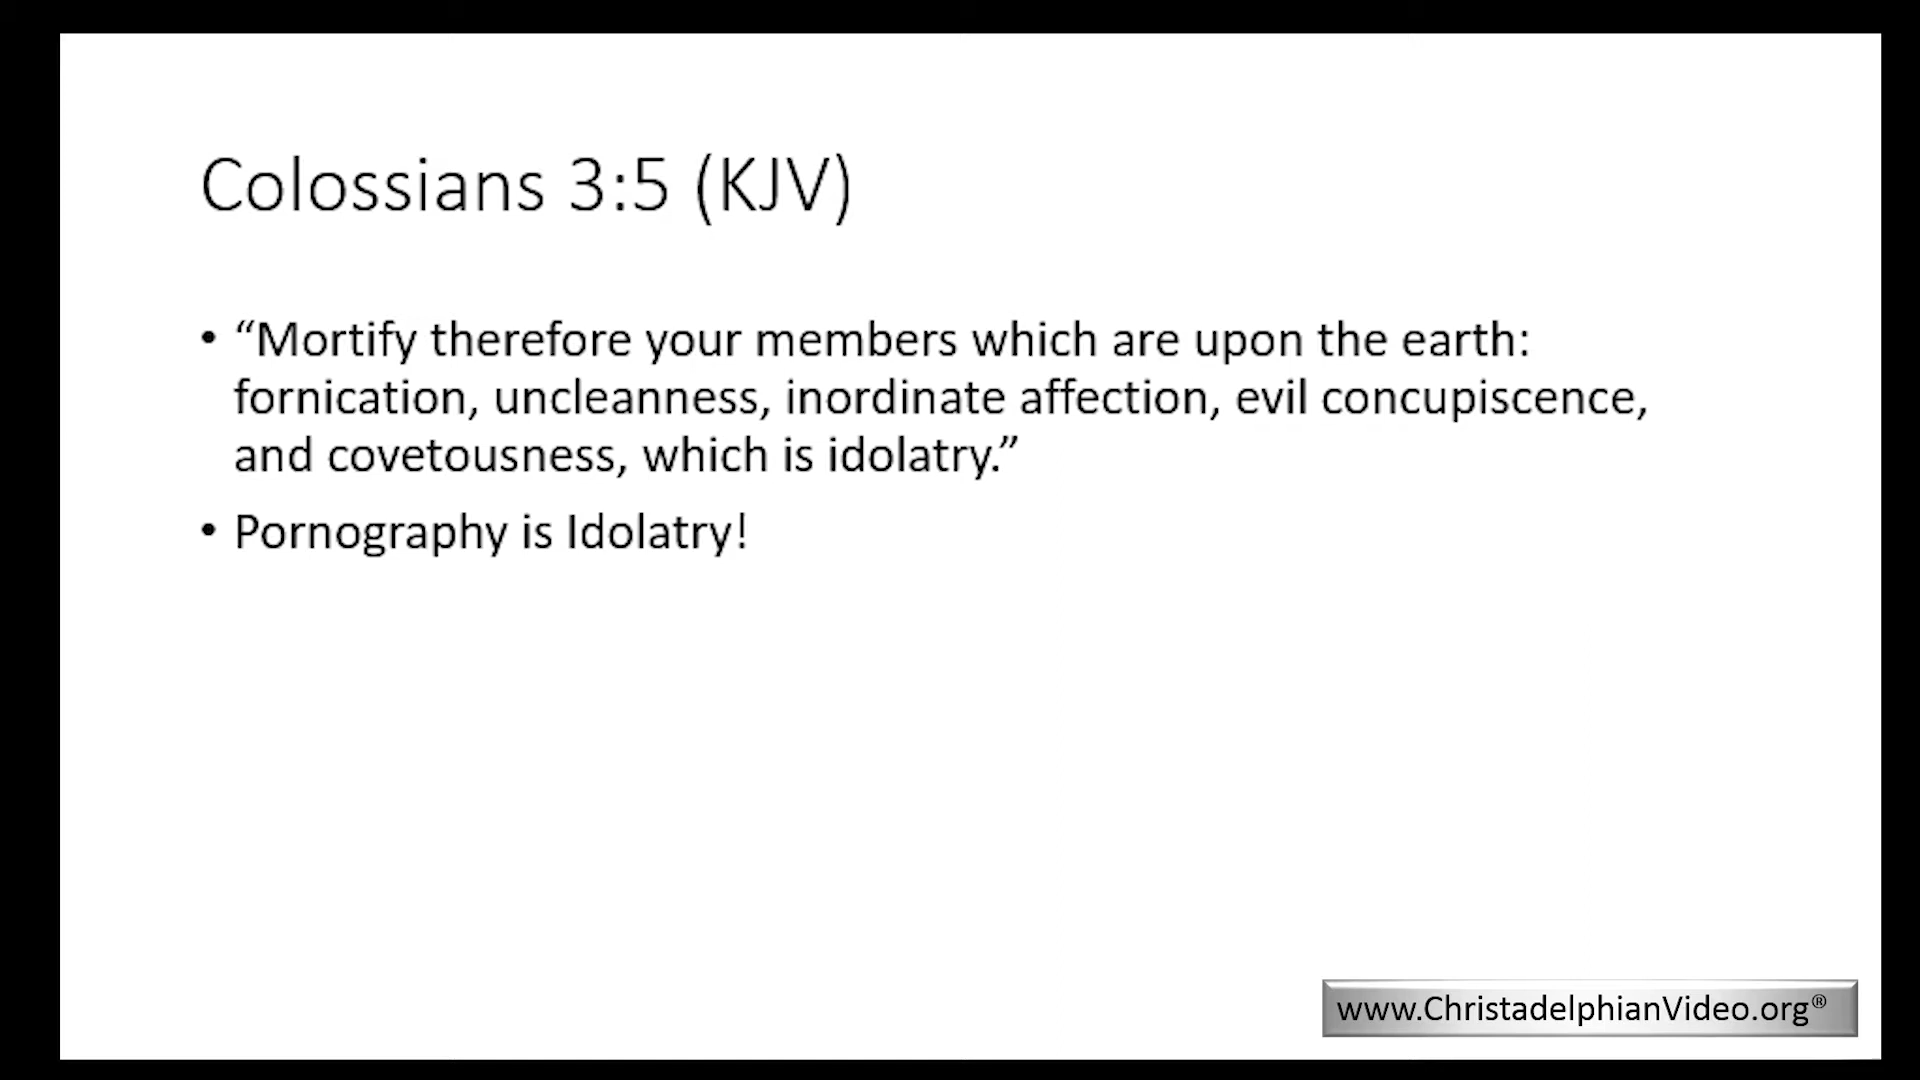 Colossians 3:5 (KJV)
• “Mortify therefore your members which are upon the earth:
fornication, uncleanness, inordinate affection, evil concupiscence,
and covetousness, which is idolatry.”
• Pornography is Idolatry!
www.ChristadelphianVideo.org®